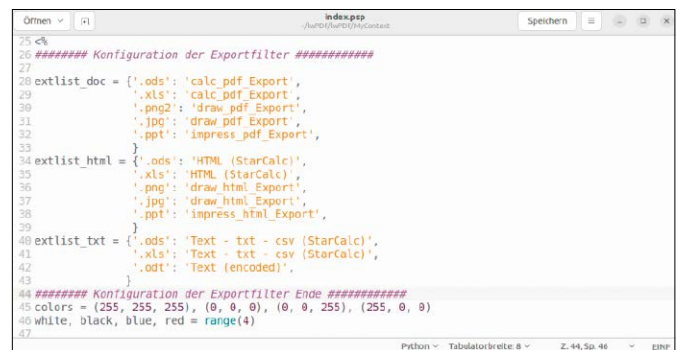 Öffnen
index.psp
~/lwPDF/lwPDF/MyContext
Speichern
25 <%
26 ######## Konfiguration der Exportfilter ############
27
28 extlist_doc = {'.ods': 'calc_pdf_Export',
29 '.xls': 'calc_pdf_Export',
30 '.png2': 'draw_pdf_Export',
31 '.jpg': 'draw_pdf_Export',
32 '.ppt': 'impress_pdf_Export',
33 }
34 extlist_html = {'.ods': 'HTML (StarCalc)',
35 '.xls': 'HTML (StarCalc)',
36 '.png': 'draw_html_Export',
37 '.jpg': 'draw_html_Export',
38 '.ppt': 'impress_html_Export',
39 }
40 extlist_txt = {'.ods': 'Text - txt - csv (StarCalc)',
41 '.xls': 'Text - txt - csv (StarCalc)',
42 '.odt': 'Text (encoded)',
43 }
44 ######## Konfiguration der Exportfilter Ende ############
45 colors = (255, 255, 255), (0, 0, 0), (0, 0, 255), (255, 0, 0)
46 white, black, blue, red = range(4)
47
Python Tabulatorbreite: 8 Z. 44, Sp. 46 EINF